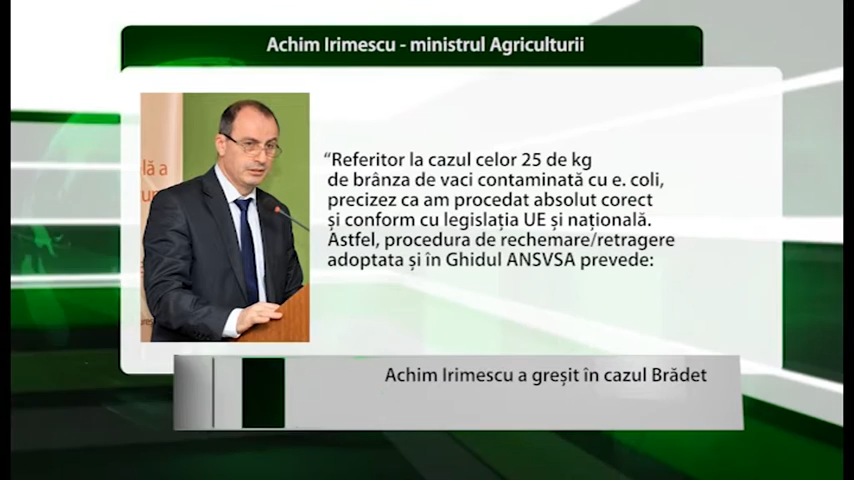 Achim Irimescu - ministrul Agriculturii
lă a
“Referitor la cazul celor 25 de kg
de brânza de vaci contaminată cu e. coli,
precizez ca am procedat absolut corect
și conform cu legislația UE și națională.
Astfel, procedura de rechemare/retragere
adoptata și în Ghidul ANSVSA prevede:
Achim Irimescu a greșit în cazul Brădet